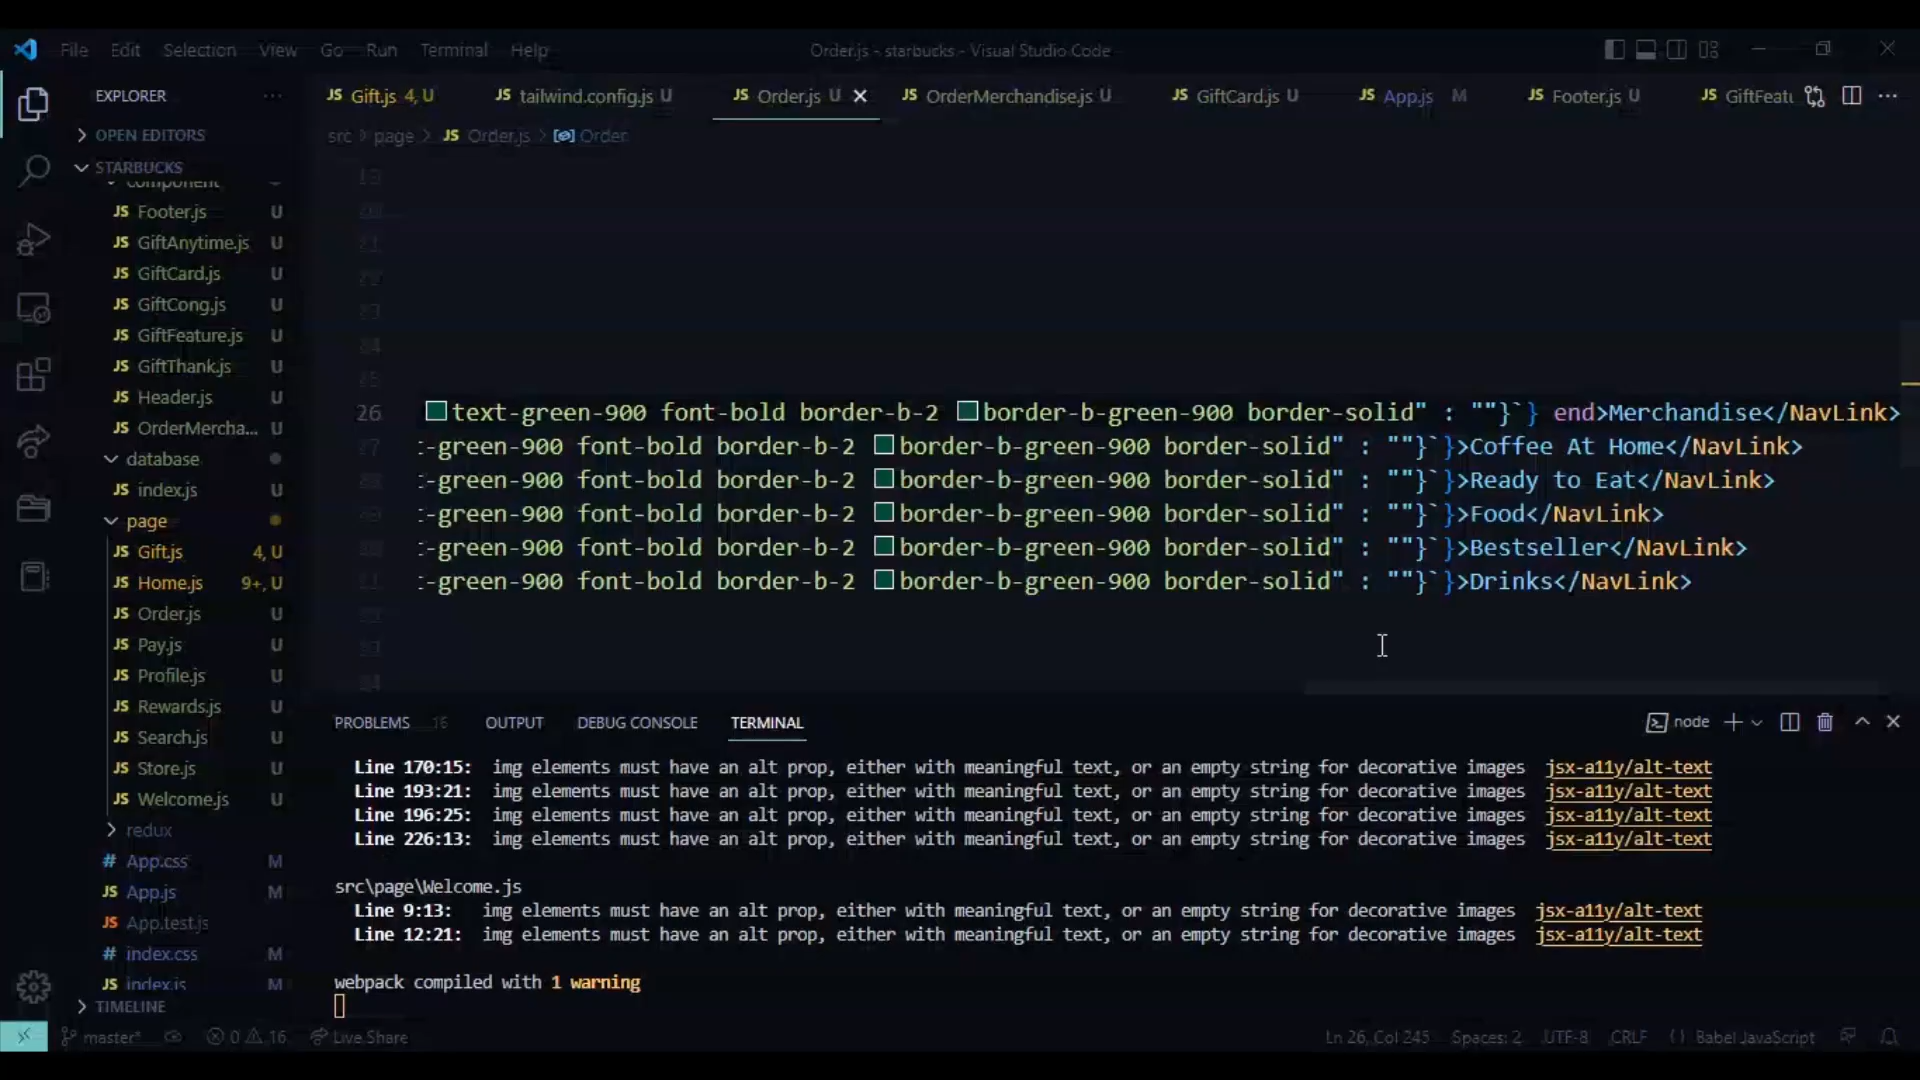 File Edit Selection View Go Run Terminal Help
Order.js - starbucks - Visual Studio Code
EXPLORER
JS Gift.js 4, U
JS tailwind.config.js U
JS Order.js U
JS OrderMerchandise.js U
JS GiftCard.js U
JS App.js M
JS Footer.js U
JS GiftFeatu
OPEN EDITORS
src > page > JS Order.js > Order
STARBUCKS
component
JS Footer.js U
JS GiftAnytime.js U
JS GiftCard.js U
JS GiftCong.js U
JS GiftFeature.js U
JS GiftThank.js U
JS Header.js U
JS OrderMercha... U
database
JS index.js U
page
JS Gift.js 4, U
JS Home.js 9+, U
JS Order.js U
JS Pay.js U
JS Profile.js U
JS Rewards.js U
JS Search.js U
JS Store.js U
JS Welcome.js U
redux
# App.css M
JS App.js M
JS App.test.js
# index.css M
JS index.js M
TIMELINE
20
21
22
23
24
25
26 text-green-900 font-bold border-b-2 border-b-green-900 border-solid" : ""}`} end>Merchandise</NavLink>
27 :-green-900 font-bold border-b-2 border-b-green-900 border-solid" : ""}`}>Coffee At Home</NavLink>
:-green-900 font-bold border-b-2 border-b-green-900 border-solid" : ""}`}>Ready to Eat</NavLink>
:-green-900 font-bold border-b-2 border-b-green-900 border-solid" : ""}`}>Food</NavLink>
:-green-900 font-bold border-b-2 border-b-green-900 border-solid" : ""}`}>Bestseller</NavLink>
:-green-900 font-bold border-b-2 border-b-green-900 border-solid" : ""}`}>Drinks</NavLink>
PROBLEMS 16 OUTPUT DEBUG CONSOLE TERMINAL
node
Line 170:15: img elements must have an alt prop, either with meaningful text, or an empty string for decorative images jsx-a11y/alt-text
Line 193:21: img elements must have an alt prop, either with meaningful text, or an empty string for decorative images jsx-a11y/alt-text
Line 196:25: img elements must have an alt prop, either with meaningful text, or an empty string for decorative images jsx-a11y/alt-text
Line 226:13: img elements must have an alt prop, either with meaningful text, or an empty string for decorative images jsx-a11y/alt-text
src\page\Welcome.js
Line 9:13: img elements must have an alt prop, either with meaningful text, or an empty string for decorative images jsx-a11y/alt-text
Line 12:21: img elements must have an alt prop, either with meaningful text, or an empty string for decorative images jsx-a11y/alt-text
webpack compiled with 1 warning
master* 0 16 Live Share
Ln 26, Col 245 Spaces: 2 UTF-8 CRLF Babel JavaScript